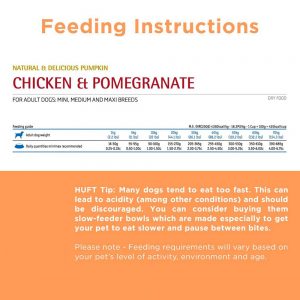 Feeding Instructions
NATURAL & DELICIOUS PUMPKIN
CHICKEN & POMEGRANATE
FOR ADULT DOGS: MINI, MEDIUM AND MAXI BREEDS
DRY FOOD
Feeding guide
Adult dog weight
Daily quantities min/max recommended
HUFT Tip: Many dogs tend to eat too fast. This can
lead to acidity (among other conditions) and should
be discouraged. You can consider buying them
slow-feeder bowls which are made especially to get
your pet to eat slower and pause between bites.
Please note - Feeding requirements will vary based on
your pet's level of activity, environment and age.